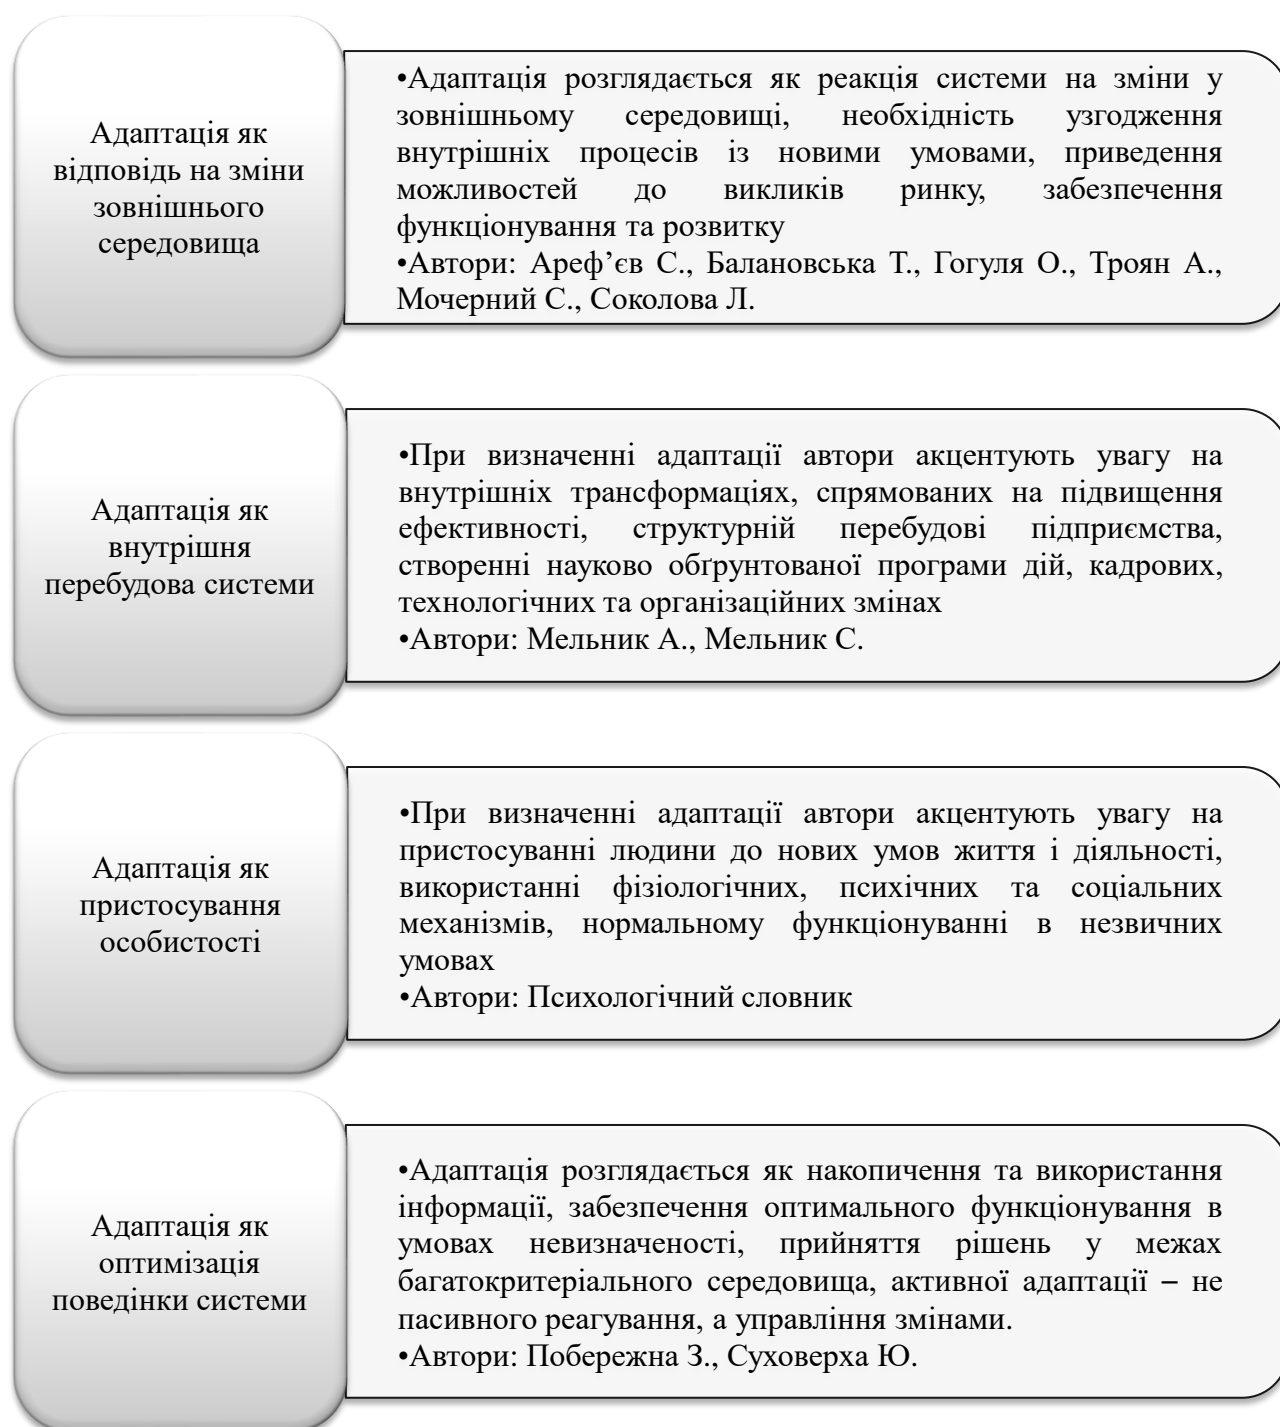 Адаптація як
відповідь на зміни
зовнішнього
середовища
•Адаптація розглядається як реакція системи на зміни у
зовнішньому середовищі, необхідність узгодження
внутрішніх процесів із новими умовами, приведення
можливостей до викликів ринку, забезпечення
функціонування та розвитку
•Автори: Ареф’єв С., Балановська Т., Гогуля О., Троян А.,
Мочерний С., Соколова Л.
Адаптація як
внутрішня
перебудова системи
•При визначенні адаптації автори акцентують увагу на
внутрішніх трансформаціях, спрямованих на підвищення
ефективності, структурній перебудові підприємства,
створенні науково обґрунтованої програми дій, кадрових,
технологічних та організаційних змінах
•Автори: Мельник А., Мельник С.
Адаптація як
пристосування
особистості
•При визначенні адаптації автори акцентують увагу на
пристосуванні людини до нових умов життя і діяльності,
використанні фізіологічних, психічних та соціальних
механізмів, нормальному функціонуванні в незвичних
умовах
•Автори: Психологічний словник
Адаптація як
оптимізація
поведінки системи
•Адаптація розглядається як накопичення та використання
інформації, забезпечення оптимального функціонування в
умовах невизначеності, прийняття рішень у межах
багатокритеріального середовища, активної адаптації – не
пасивного реагування, а управління змінами.
•Автори: Побережна З., Суховерха Ю.